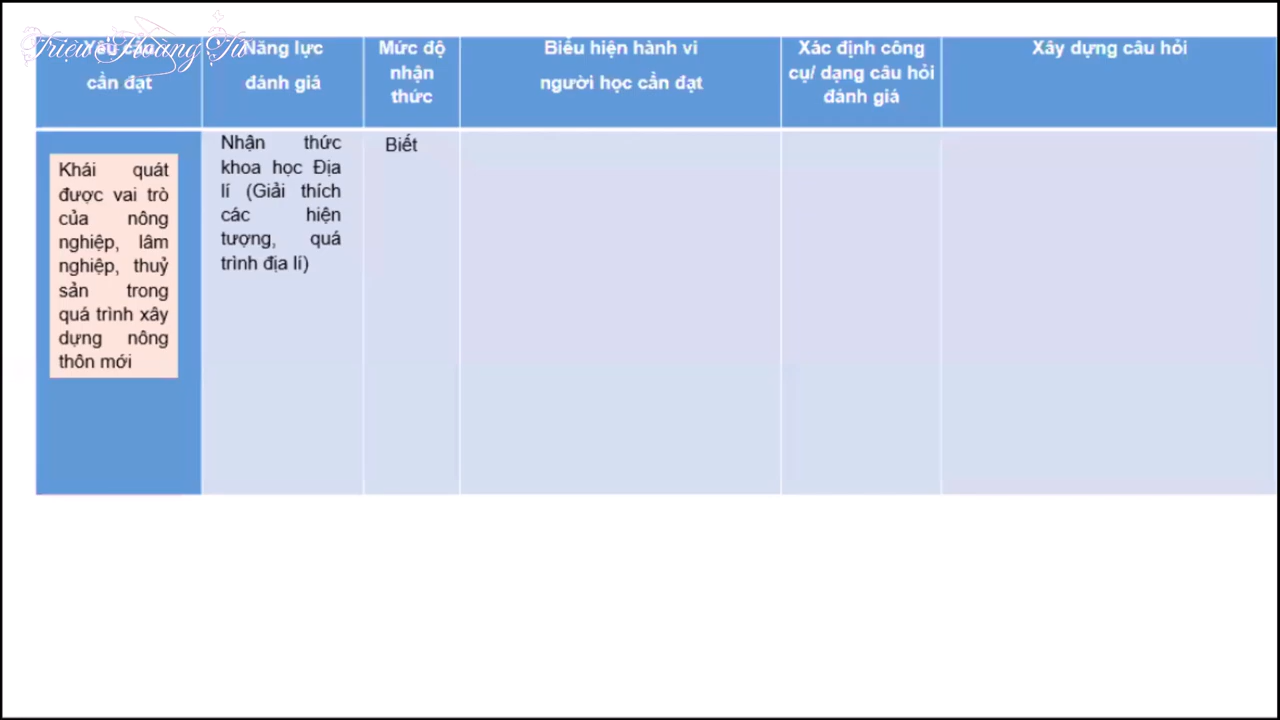 Triệu Hoàng Tử
Yêu cầu
cần đạt
Năng lực
đánh giá
Mức độ
nhận
thức
Biểu hiện hành vi
người học cần đạt
Xác định công
cụ/ dạng câu hỏi
đánh giá
Xây dựng câu hỏi
Khái quát
được vai trò
của nông
nghiệp, lâm
nghiệp, thuỷ
sản trong
quá trình xây
dựng nông
thôn mới
Nhận thức
khoa học Địa
lí (Giải thích
các hiện
tượng, quá
trình địa lí)
Biết